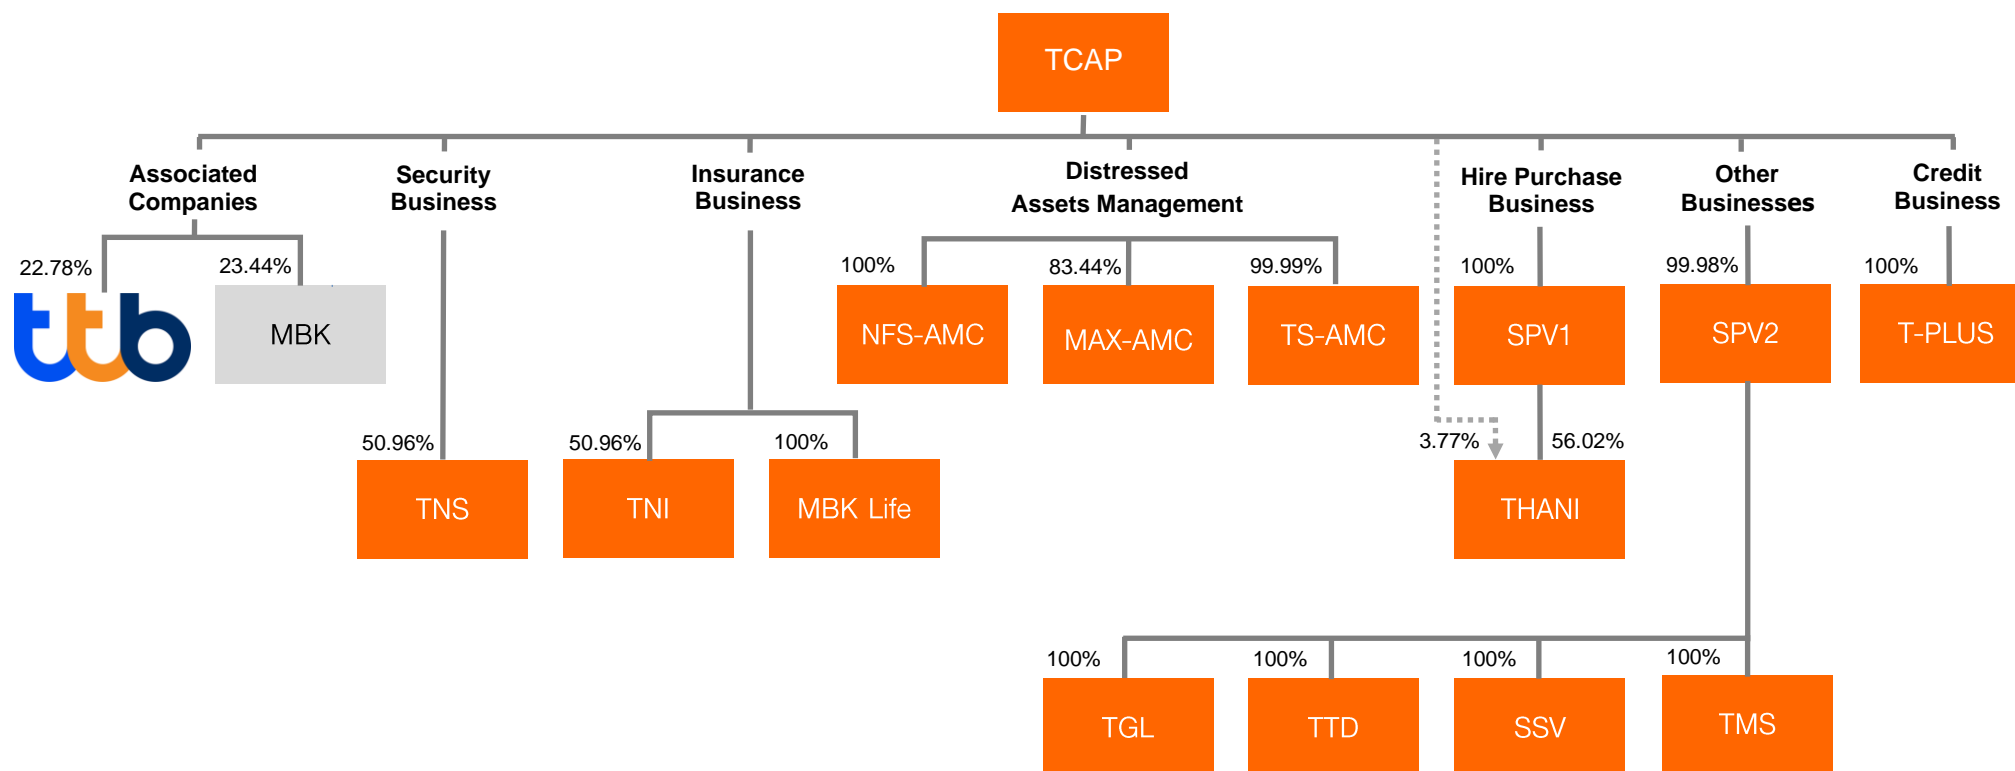 TCAP
Associated
Companies
Security
Business
Insurance
Business
Distressed
Assets Management
Hire Purchase
Business
Other
Businesses
Credit
Business
22.78%
23.44%
100%
83.44%
99.99%
100%
99.98%
100%
ttb
MBK
NFS-AMC
MAX-AMC
TS-AMC
SPV1
SPV2
T-PLUS
50.96%
50.96%
100%
3.77%
56.02%
TNS
TNI
MBK Life
THANI
100%
100%
100%
100%
TGL
TTD
SSV
TMS